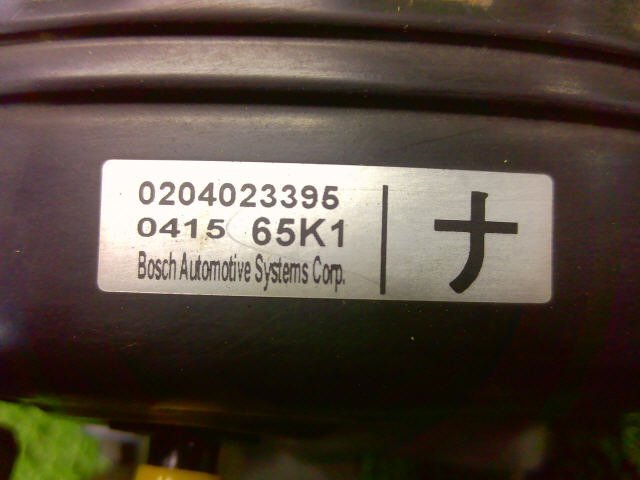 0204023395
0415 65K1
Bosch Automotive Systems Corp.
ナ